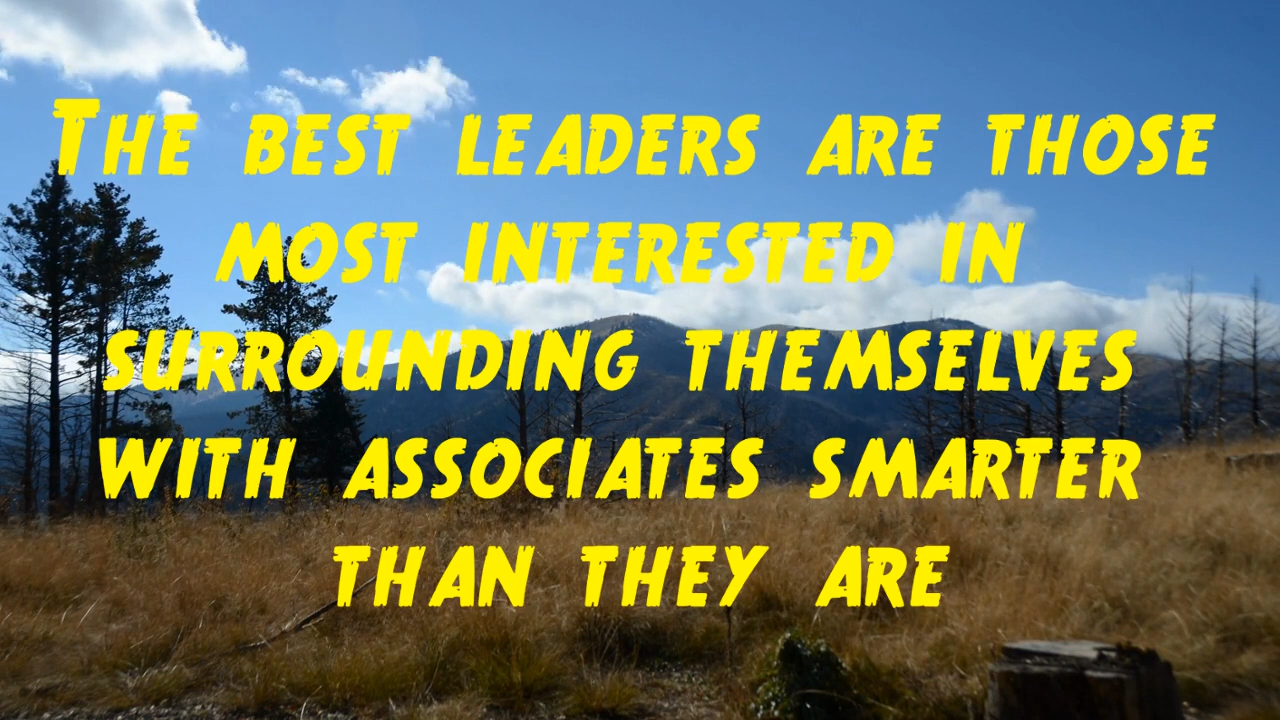 The best leaders are those
most interested in
surrounding themselves
with associates smarter
than they are